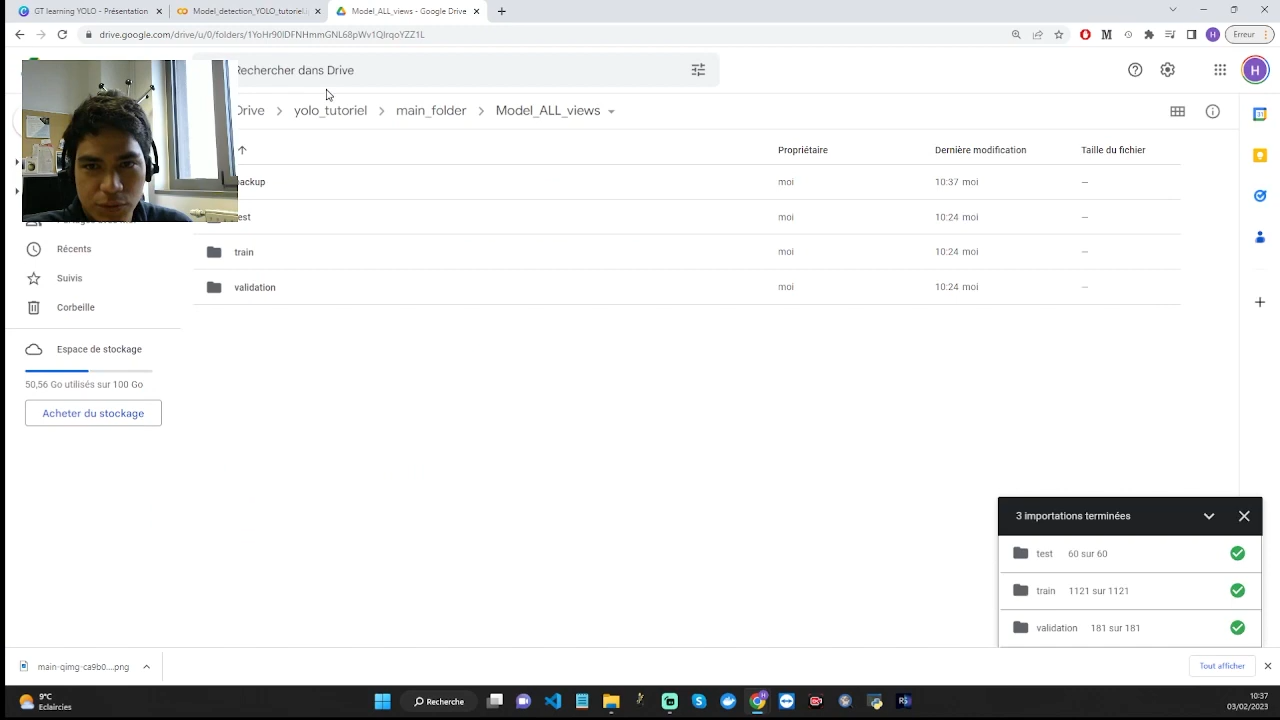 GT learning YOLO - Présentation
Model_detection_YOLO_tutoriel.i
Model_ALL_views - Google Drive
drive.google.com/drive/u/0/folders/1YoHr90IDFNHmmGNL68pWv1QIrqoYZZ1L
Erreur
Rechercher dans Drive
Drive > yolo_tutoriel > main_folder > Model_ALL_views
Propriétaire Dernière modification Taille du fichier
backup moi 10:37 moi —
test moi 10:24 moi —
train moi 10:24 moi —
validation moi 10:24 moi —
Récents
Suivis
Corbeille
Espace de stockage
50,56 Go utilisés sur 100 Go
Acheter du stockage
3 importations terminées
test 60 sur 60
train 1121 sur 1121
validation 181 sur 181
main-qimg-ca9b0....png
Tout afficher
9°C
Eclaircies
Recherche
10:37
03/02/2023